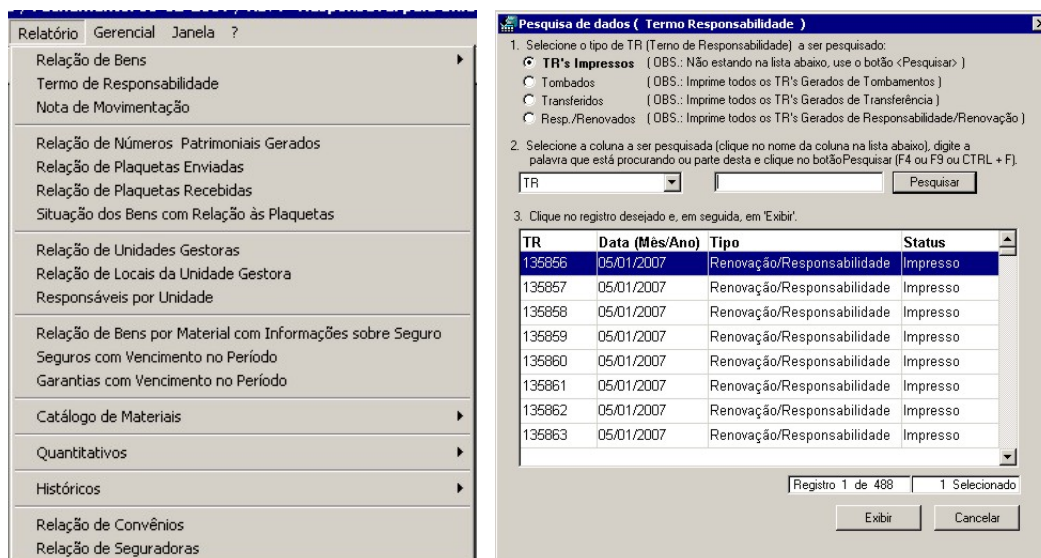 Relatório Gerencial Janela ?
Relação de Bens
Termo de Responsabilidade
Nota de Movimentação
Relação de Números Patrimoniais Gerados
Relação de Plaquetas Enviadas
Relação de Plaquetas Recebidas
Situação dos Bens com Relação às Plaquetas
Relação de Unidades Gestoras
Relação de Locais da Unidade Gestora
Responsáveis por Unidade
Relação de Bens por Material com Informações sobre Seguro
Seguros com Vencimento no Período
Garantias com Vencimento no Período
Catálogo de Materiais
Quantitativos
Históricos
Relação de Convênios
Relação de Seguradoras
Pesquisa de dados ( Termo Responsabilidade )
1. Selecione o tipo de TR (Termo de Responsabilidade) a ser pesquisado:
TR's Impressos ( OBS.: Não estando na lista abaixo, use o botão <Pesquisar> )
Tombados ( OBS.: Imprime todos os TR's Gerados de Tombamentos )
Transferidos ( OBS.: Imprime todos os TR's Gerados de Transferência )
Resp./Renovados ( OBS.: Imprime todos os TR's Gerados de Responsabilidade/Renovação )
2. Selecione a coluna a ser pesquisada (clique no nome da coluna na lista abaixo), digite a
palavra que está procurando ou parte desta e clique no botãoPesquisar (F4 ou F9 ou CTRL + F).
TR Pesquisar
3. Clique no registro desejado e, em seguida, em 'Exibir'.
TR Data (Mês/Ano) Tipo Status
135856 05/01/2007 Renovação/Responsabilidade Impresso
135857 05/01/2007 Renovação/Responsabilidade Impresso
135858 05/01/2007 Renovação/Responsabilidade Impresso
135859 05/01/2007 Renovação/Responsabilidade Impresso
135860 05/01/2007 Renovação/Responsabilidade Impresso
135861 05/01/2007 Renovação/Responsabilidade Impresso
135862 05/01/2007 Renovação/Responsabilidade Impresso
135863 05/01/2007 Renovação/Responsabilidade Impresso
Registro 1 de 488 1 Selecionado
Exibir Cancelar